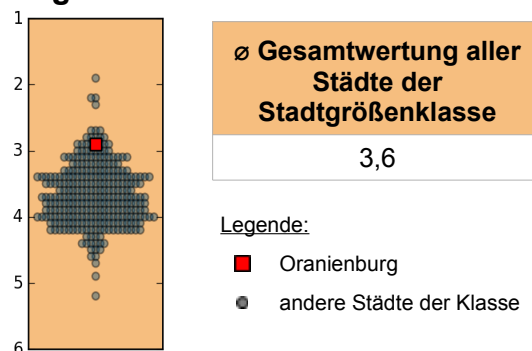 1
2
3
4
5
6
⌀ Gesamtwertung aller
Städte der
Stadtgrößenklasse
3,6
Legende:
Oranienburg
andere Städte der Klasse